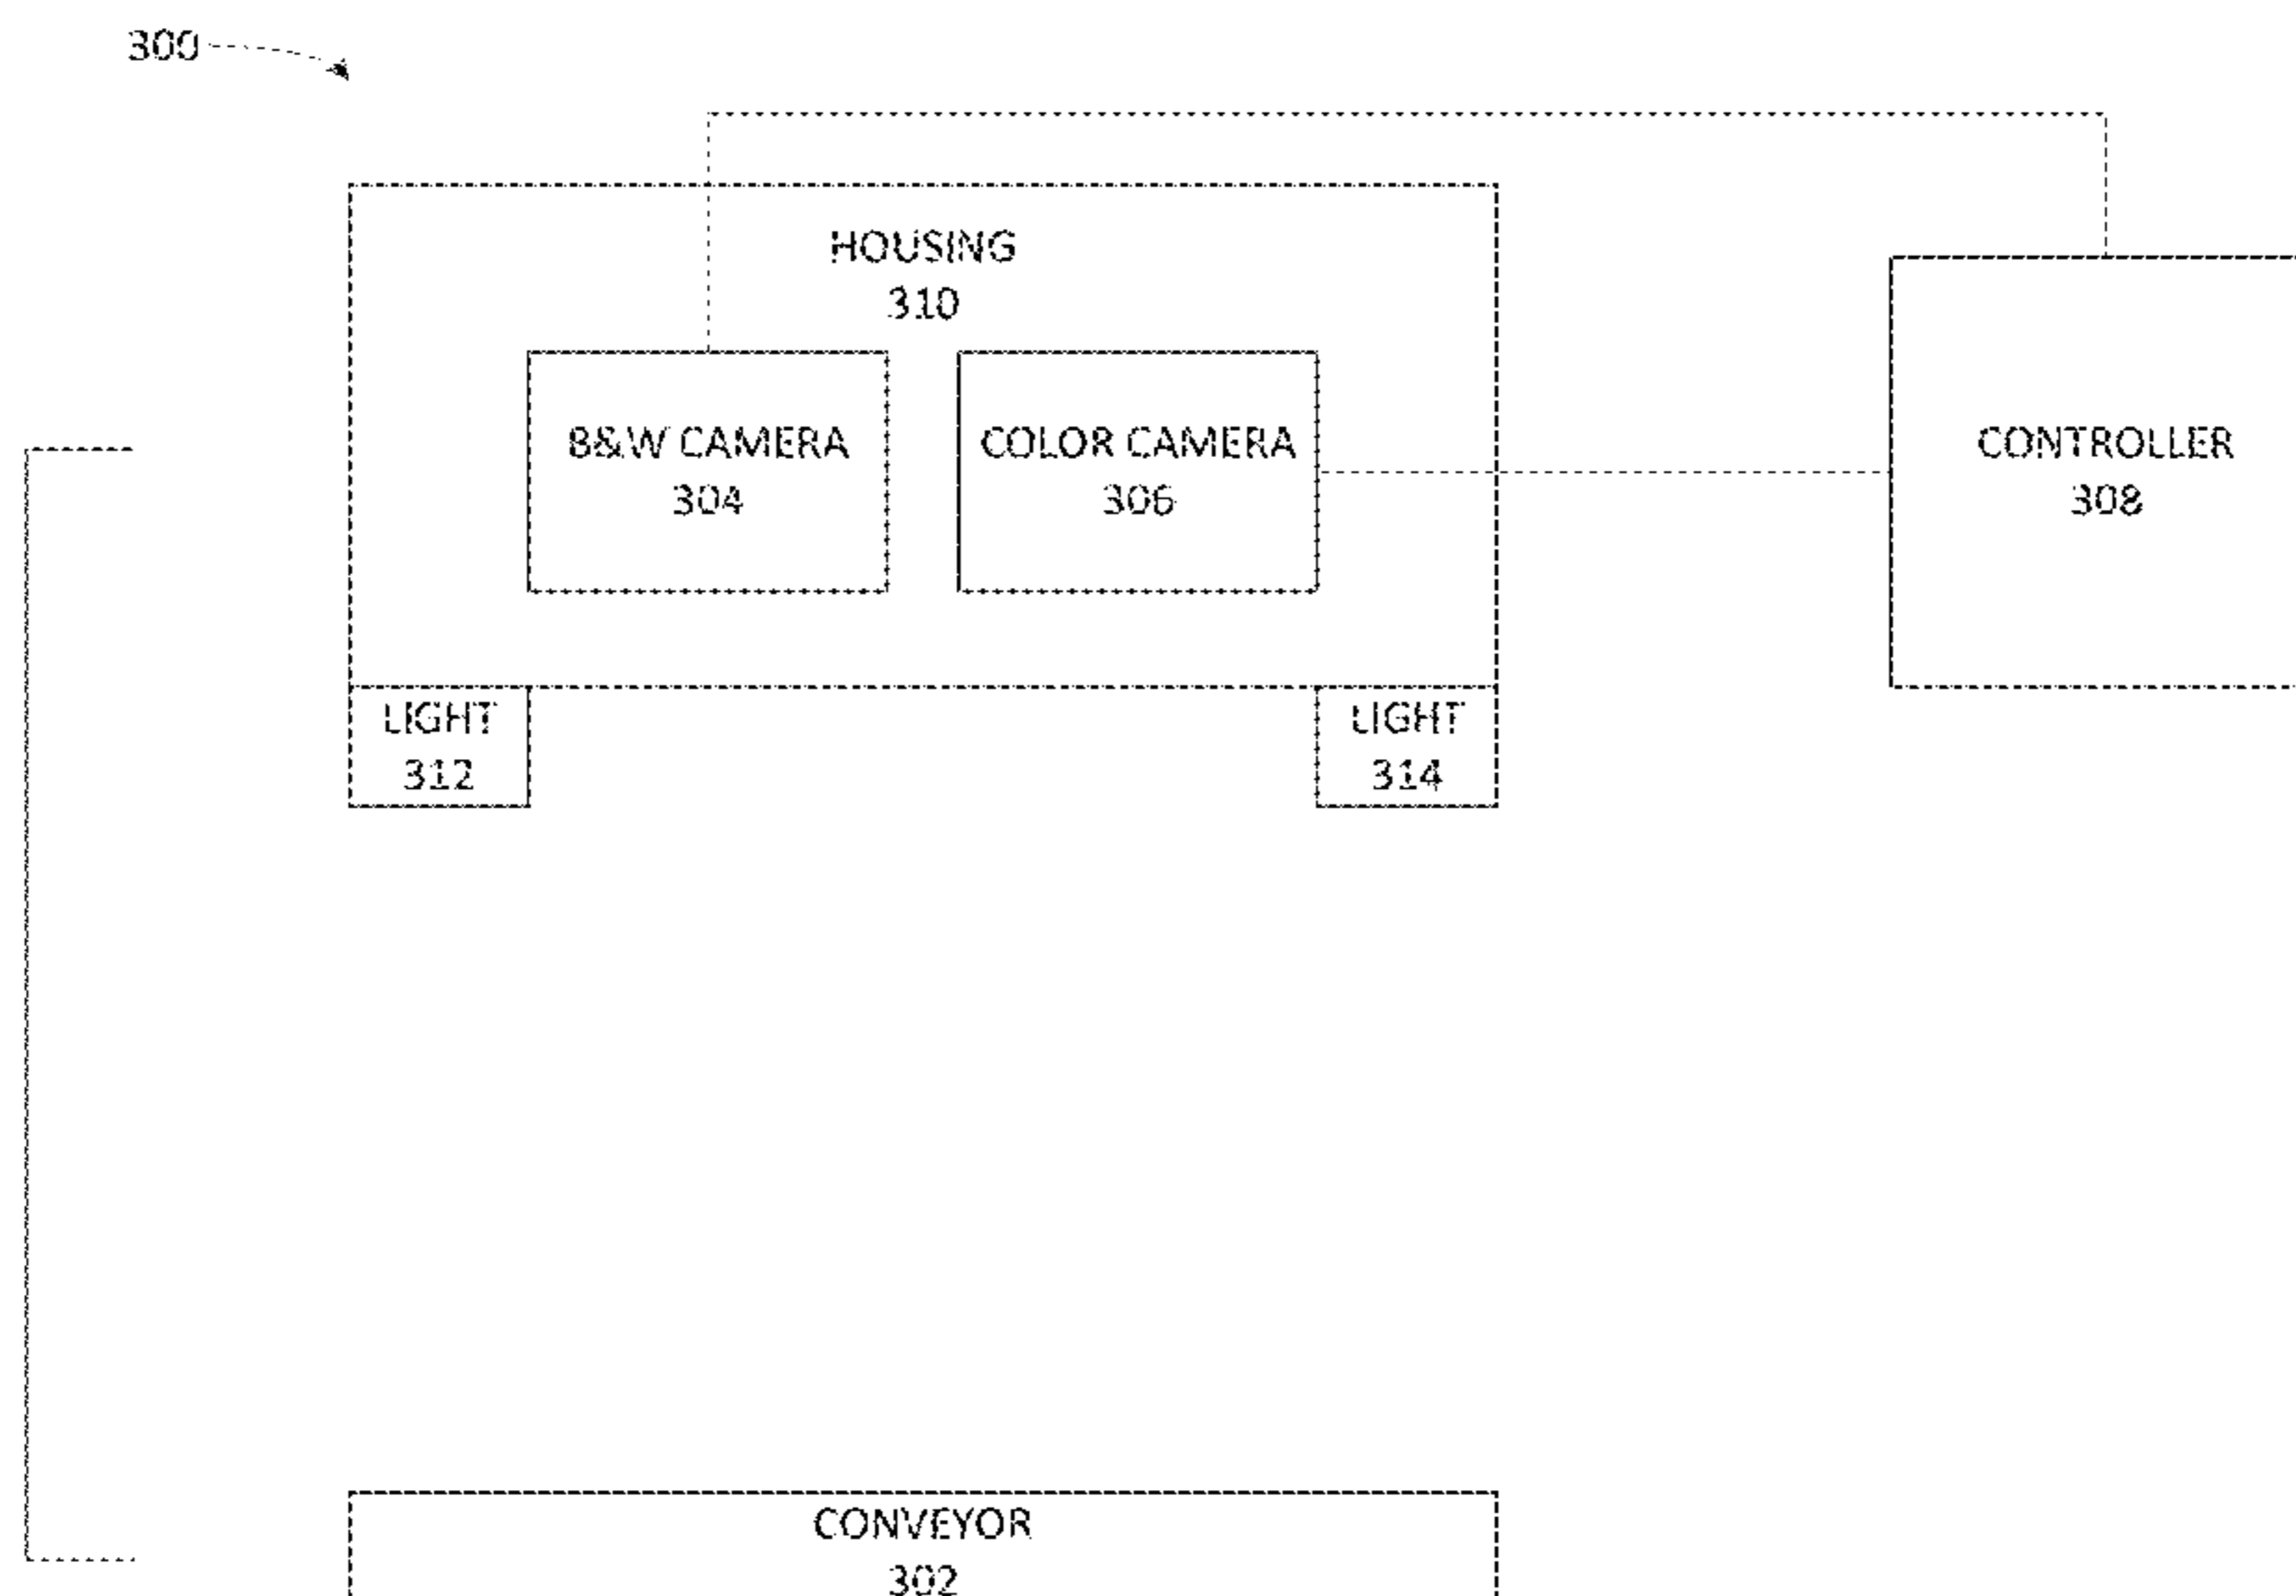 300
HOUSING
310
B&W CAMERA
304
COLOR CAMERA
306
CONTROLLER
308
LIGHT
312
LIGHT
314
CONVEYOR
302